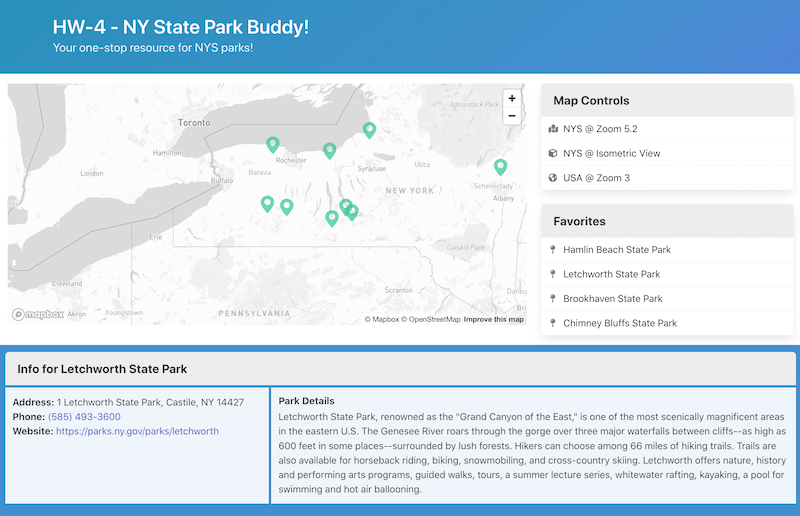 HW-4 - NY State Park Buddy!
Your one-stop resource for NYS parks!
Adirondack Park
+
−
Toronto
Hamilton
Rochester
London
Batavia
Syracuse
Utica
Buffalo
Schenectady
NEW YORK
Albany
Erie
Catskill Park
Cleveland
Scranton
Danbu
Akron
Youngstown
PENNSYLVANIA
Bri
mapbox
© Mapbox © OpenStreetMap Improve this map
Map Controls
NYS @ Zoom 5.2
NYS @ Isometric View
USA @ Zoom 3
Favorites
Hamlin Beach State Park
Letchworth State Park
Brookhaven State Park
Chimney Bluffs State Park
Info for Letchworth State Park
Address: 1 Letchworth State Park, Castile, NY 14427
Phone: (585) 493-3600
Website: https://parks.ny.gov/parks/letchworth
Park Details
Letchworth State Park, renowned as the "Grand Canyon of the East," is one of the most scenically magnificent areas
in the eastern U.S. The Genesee River roars through the gorge over three major waterfalls between cliffs--as high as
600 feet in some places--surrounded by lush forests. Hikers can choose among 66 miles of hiking trails. Trails are
also available for horseback riding, biking, snowmobiling, and cross-country skiing. Letchworth offers nature, history
and performing arts programs, guided walks, tours, a summer lecture series, whitewater rafting, kayaking, a pool for
swimming and hot air ballooning.